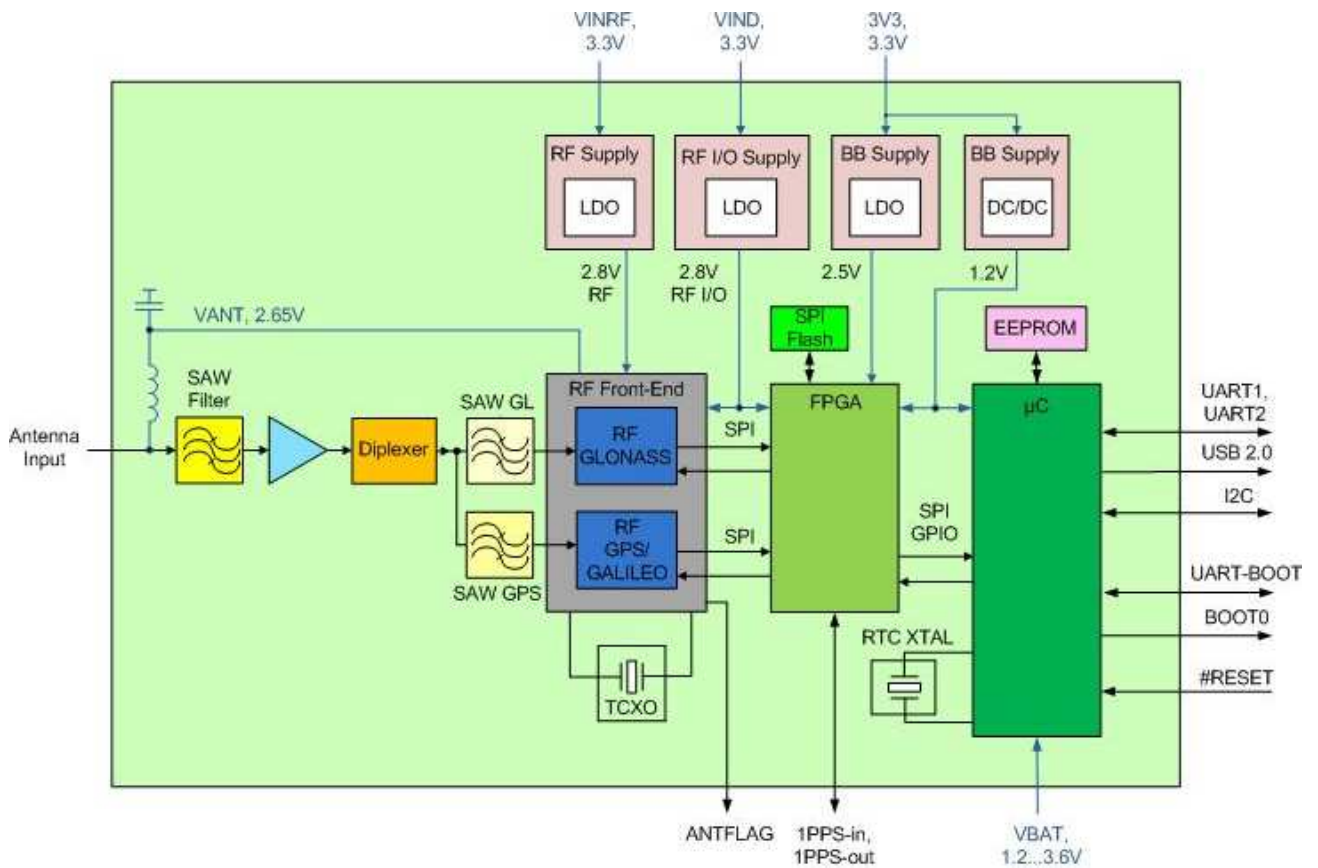 VINRF,
3.3V
VIND,
3.3V
3V3,
3.3V
RF Supply
LDO
RF I/O Supply
LDO
BB Supply
LDO
BB Supply
DC/DC
2.8V
RF
2.8V
RF I/O
2.5V
1.2V
VANT, 2.65V
SPI
Flash
EEPROM
SAW
Filter
SAW GL
RF Front-End
FPGA
µC
UART1,
UART2
Antenna
Input
Diplexer
RF
GLONASS
SPI
USB 2.0
I2C
RF
GPS/
GALILEO
SPI
SPI
GPIO
SAW GPS
UART-BOOT
BOOT0
RTC XTAL
#RESET
TCXO
ANTFLAG
1PPS-in,
1PPS-out
VBAT,
1.2...3.6V